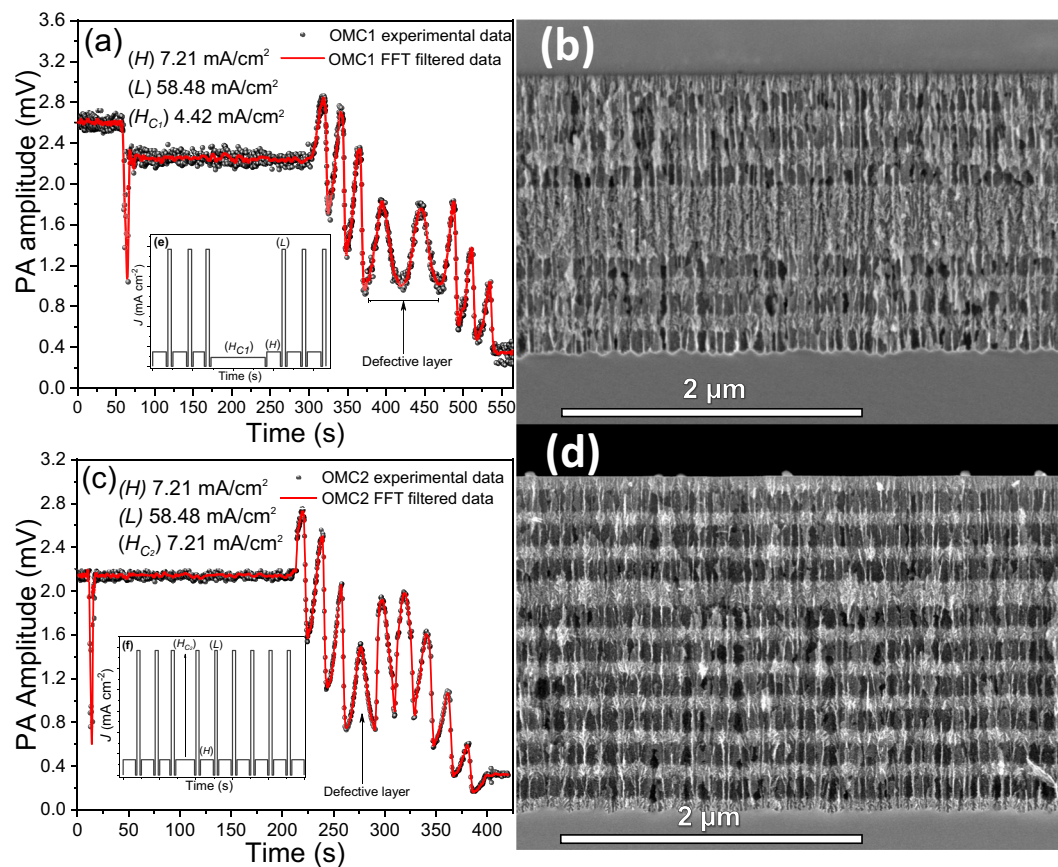 (a)
OMC1 experimental data
OMC1 FFT filtered data
(H) 7.21 mA/cm²
(L) 58.48 mA/cm²
(H_C₁) 4.42 mA/cm²
PA amplitude (mV)
3.6
3.2
2.8
2.4
2.0
1.6
1.2
0.8
0.4
0.0
(e)
(L)
J (mA cm⁻²)
(H_C1)
(H)
Time (s)
Defective layer
0 50 100 150 200 250 300 350 400 450 500 550
Time (s)
(b)
2 μm
(c)
OMC2 experimental data
OMC2 FFT filtered data
(H) 7.21 mA/cm²
(L) 58.48 mA/cm²
(H_C₂) 7.21 mA/cm²
PA Amplitude (mV)
3.2
2.8
2.4
2.0
1.6
1.2
0.8
0.4
0.0
(f)
(H_C₂)
(L)
J (mA cm⁻²)
(H)
Time (s)
Defective layer
0 50 100 150 200 250 300 350 400
Time (s)
(d)
2 μm